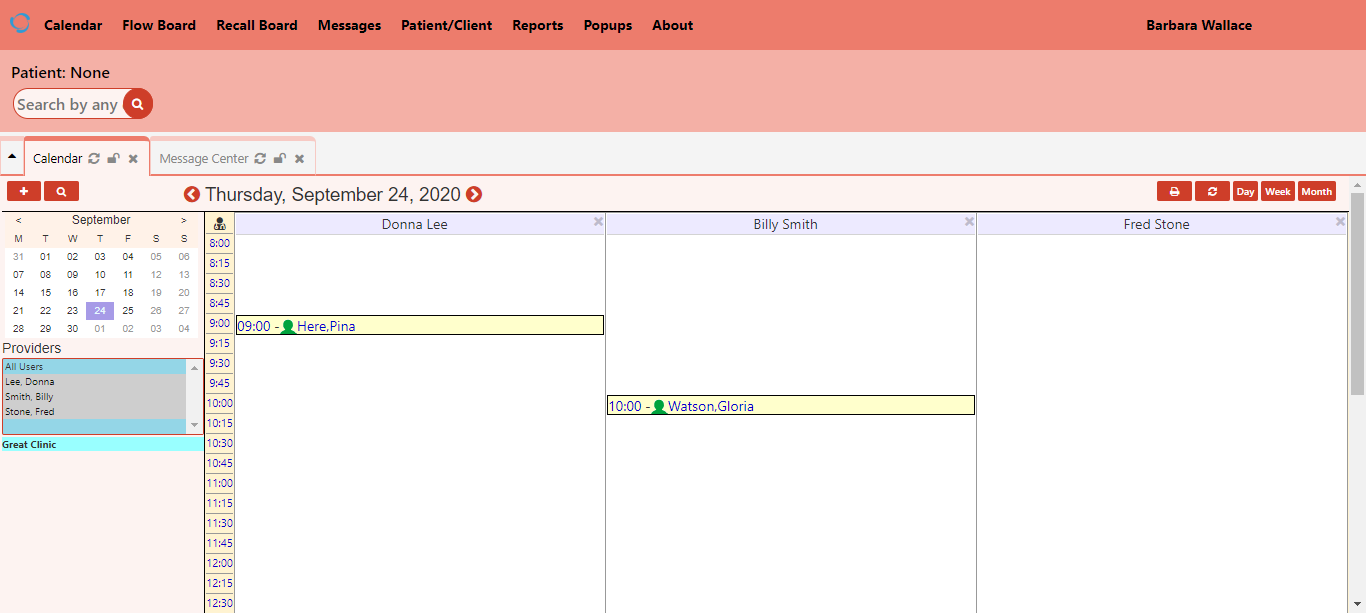 Calendar Flow Board Recall Board Messages Patient/Client Reports Popups About Barbara Wallace
Patient: None
Search by any
Calendar Message Center
Thursday, September 24, 2020 Day Week Month
< September >
M T W T F S S
31 01 02 03 04 05 06
07 08 09 10 11 12 13
14 15 16 17 18 19 20
21 22 23 24 25 26 27
28 29 30 01 02 03 04
Providers
All Users
Lee, Donna
Smith, Billy
Stone, Fred
Great Clinic
Donna Lee Billy Smith Fred Stone
8:00
8:15
8:30
8:45
9:00 09:00 - Here,Pina
9:15
9:30
9:45
10:00 10:00 - Watson,Gloria
10:15
10:30
10:45
11:00
11:15
11:30
11:45
12:00
12:15
12:30